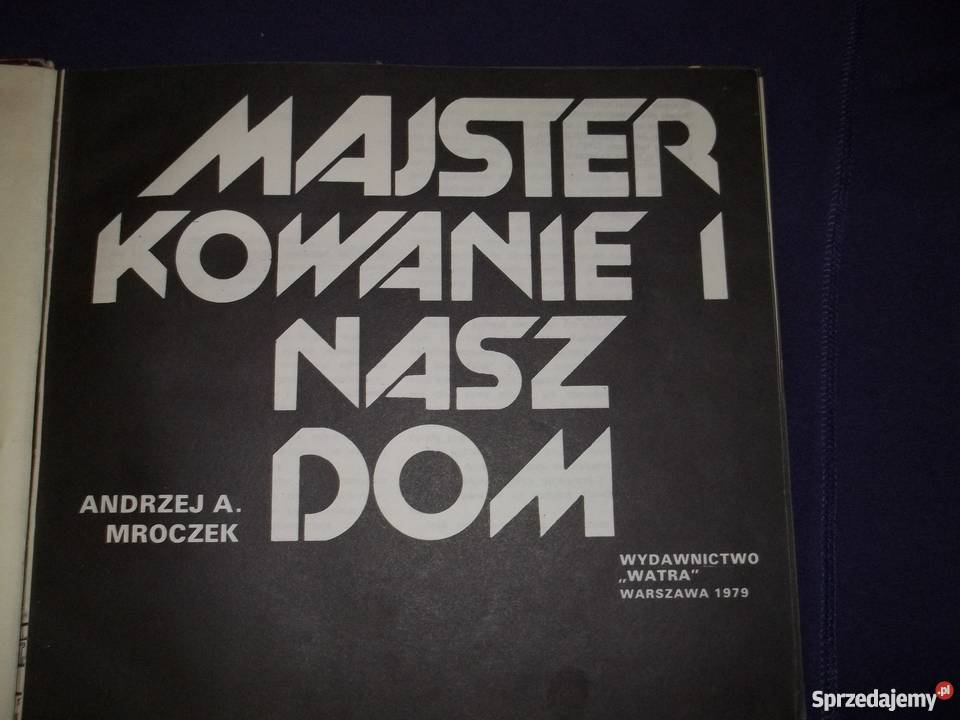 MAJSTER
KOWANIE I
NASZ
DOM
ANDRZEJ A.
MROCZEK
WYDAWNICTWO
„WATRA”
WARSZAWA 1979
Sprzedajemy.pl